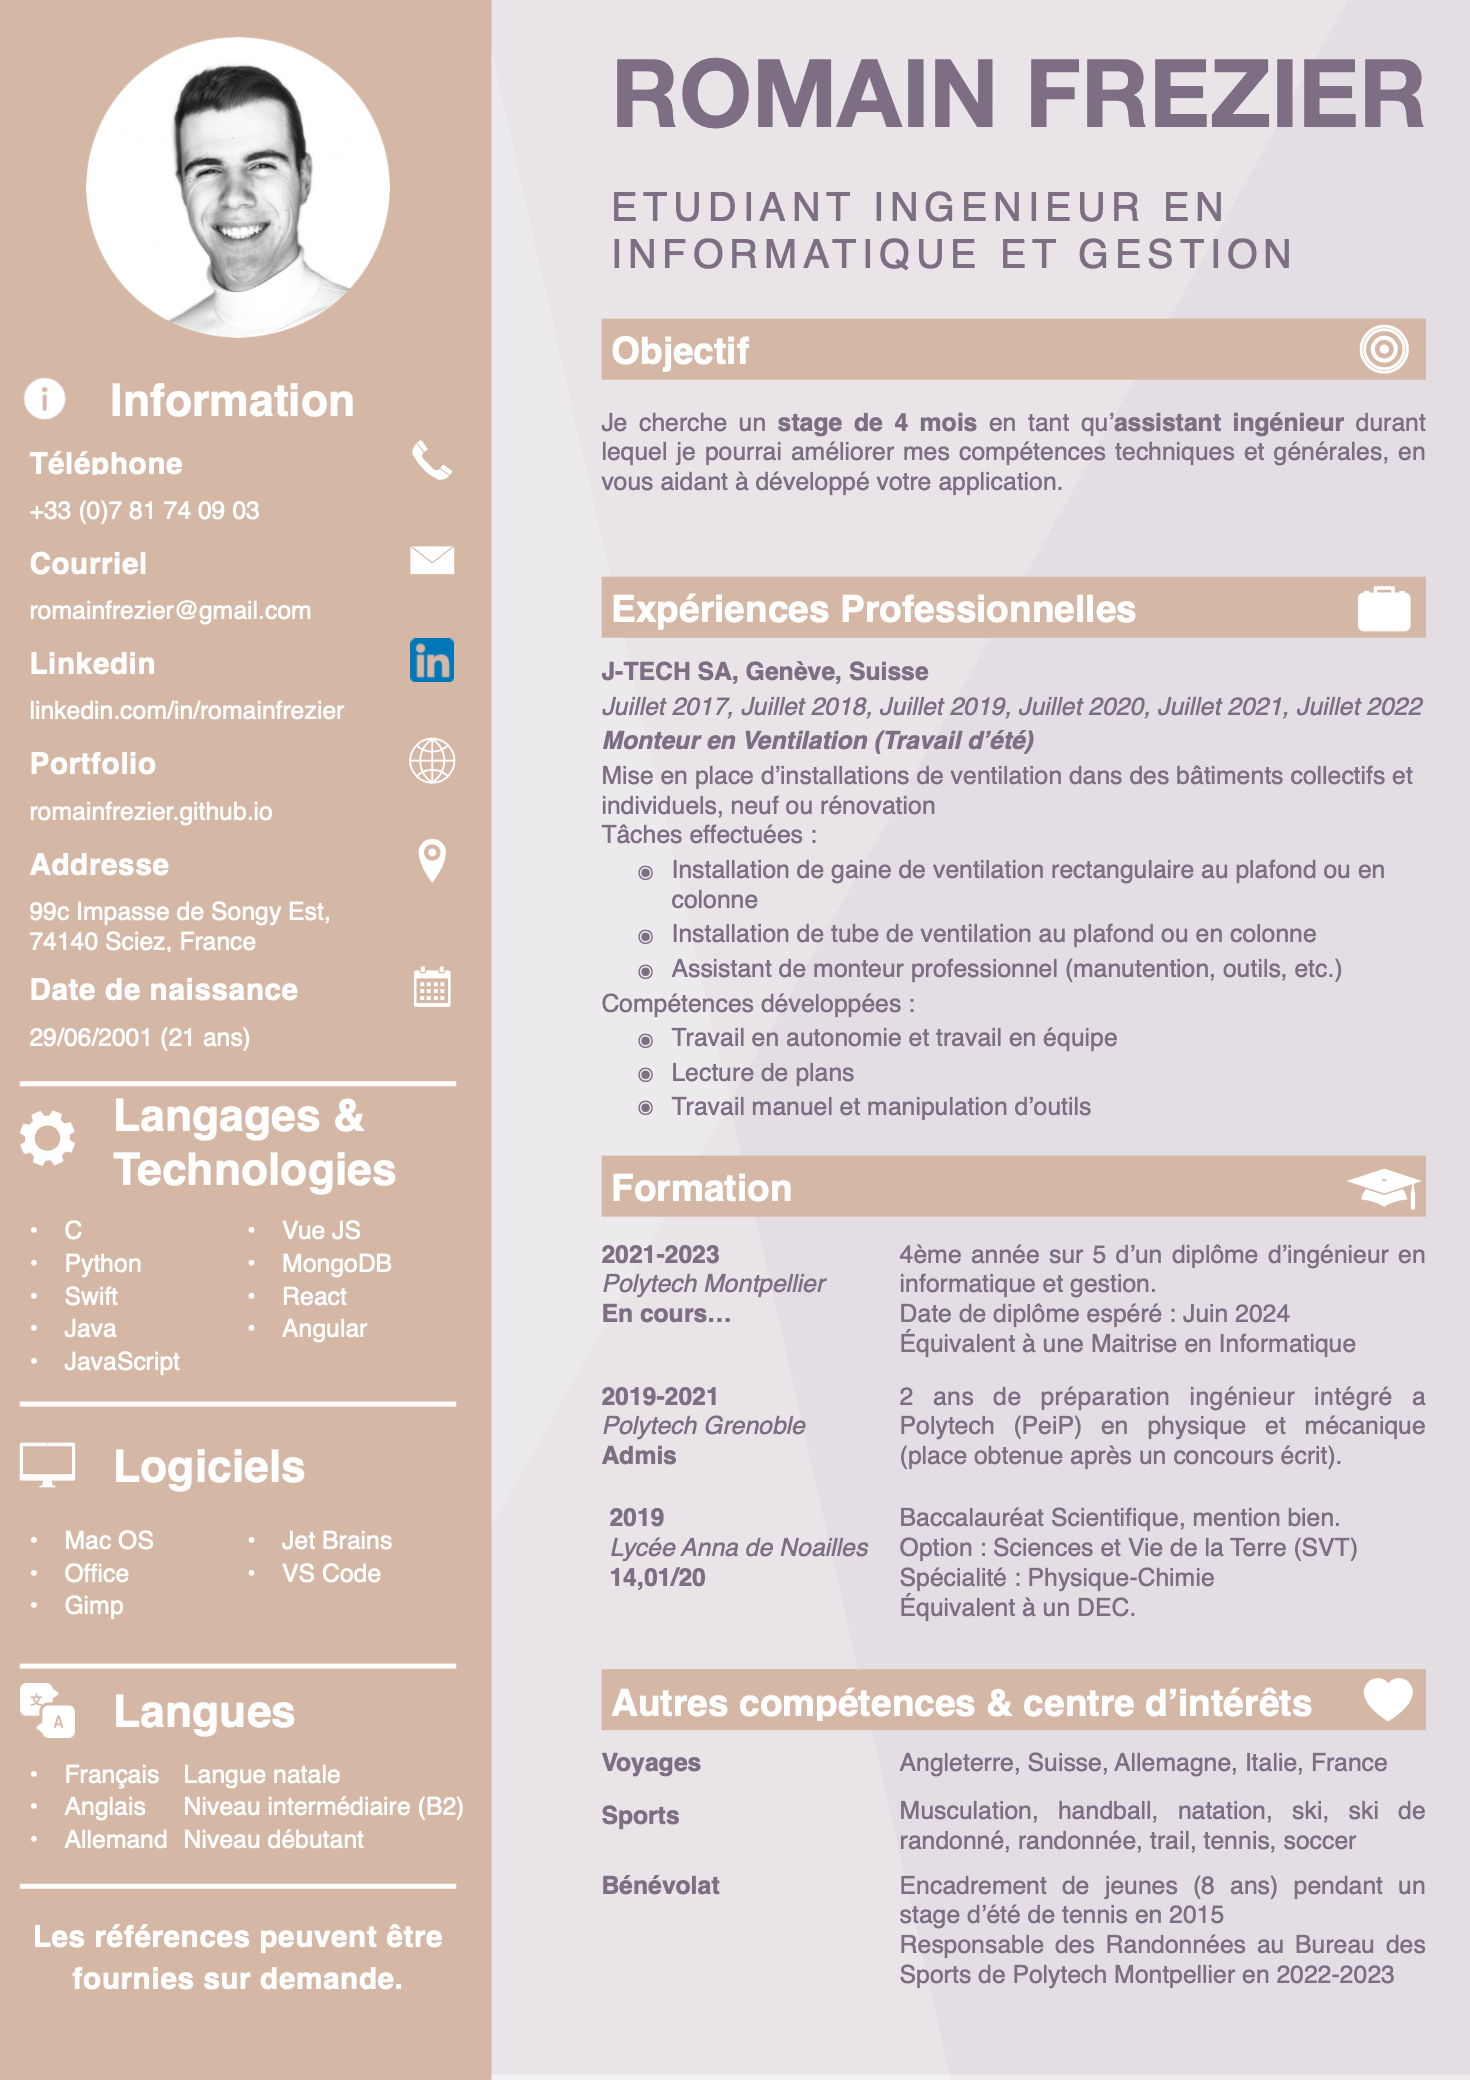 ROMAIN FREZIER
ETUDIANT INGENIEUR EN
INFORMATIQUE ET GESTION
Information
Téléphone
+33 (0)7 81 74 09 03
Courriel
romainfrezier@gmail.com
Linkedin
in
linkedin.com/in/romainfrezier
Portfolio
romainfrezier.github.io
Addresse
99c Impasse de Songy Est,
74140 Sciez, France
Date de naissance
29/06/2001 (21 ans)
Langages &
Technologies
• C
• Python
• Swift
• Java
• JavaScript
• Vue JS
• MongoDB
• React
• Angular
Logiciels
• Mac OS
• Office
• Gimp
• Jet Brains
• VS Code
文
A
Langues
• Français Langue natale
• Anglais Niveau intermédiaire (B2)
• Allemand Niveau débutant
Les références peuvent être
fournies sur demande.
Objectif
Je cherche un stage de 4 mois en tant qu’assistant ingénieur durant
lequel je pourrai améliorer mes compétences techniques et générales, en
vous aidant à développé votre application.
Expériences Professionnelles
J-TECH SA, Genève, Suisse
Juillet 2017, Juillet 2018, Juillet 2019, Juillet 2020, Juillet 2021, Juillet 2022
Monteur en Ventilation (Travail d’été)
Mise en place d’installations de ventilation dans des bâtiments collectifs et
individuels, neuf ou rénovation
Tâches effectuées :
◉ Installation de gaine de ventilation rectangulaire au plafond ou en
colonne
◉ Installation de tube de ventilation au plafond ou en colonne
◉ Assistant de monteur professionnel (manutention, outils, etc.)
Compétences développées :
◉ Travail en autonomie et travail en équipe
◉ Lecture de plans
◉ Travail manuel et manipulation d’outils
Formation
2021-2023
Polytech Montpellier
En cours…
4ème année sur 5 d’un diplôme d’ingénieur en
informatique et gestion.
Date de diplôme espéré : Juin 2024
Équivalent à une Maitrise en Informatique
2019-2021
Polytech Grenoble
Admis
2 ans de préparation ingénieur intégré a
Polytech (PeiP) en physique et mécanique
(place obtenue après un concours écrit).
2019
Lycée Anna de Noailles
14,01/20
Baccalauréat Scientifique, mention bien.
Option : Sciences et Vie de la Terre (SVT)
Spécialité : Physique-Chimie
Équivalent à un DEC.
Autres compétences & centre d’intérêts
Voyages
Angleterre, Suisse, Allemagne, Italie, France
Sports
Musculation, handball, natation, ski, ski de
randonné, randonnée, trail, tennis, soccer
Bénévolat
Encadrement de jeunes (8 ans) pendant un
stage d’été de tennis en 2015
Responsable des Randonnées au Bureau des
Sports de Polytech Montpellier en 2022-2023